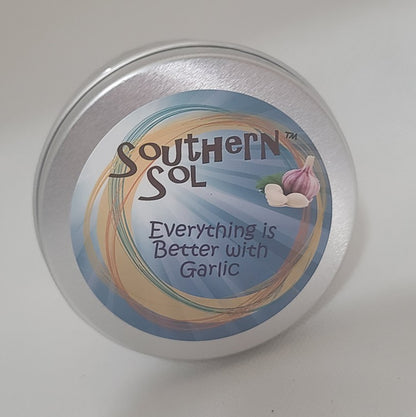 Southern™
Sol
Everything is
Better with
Garlic